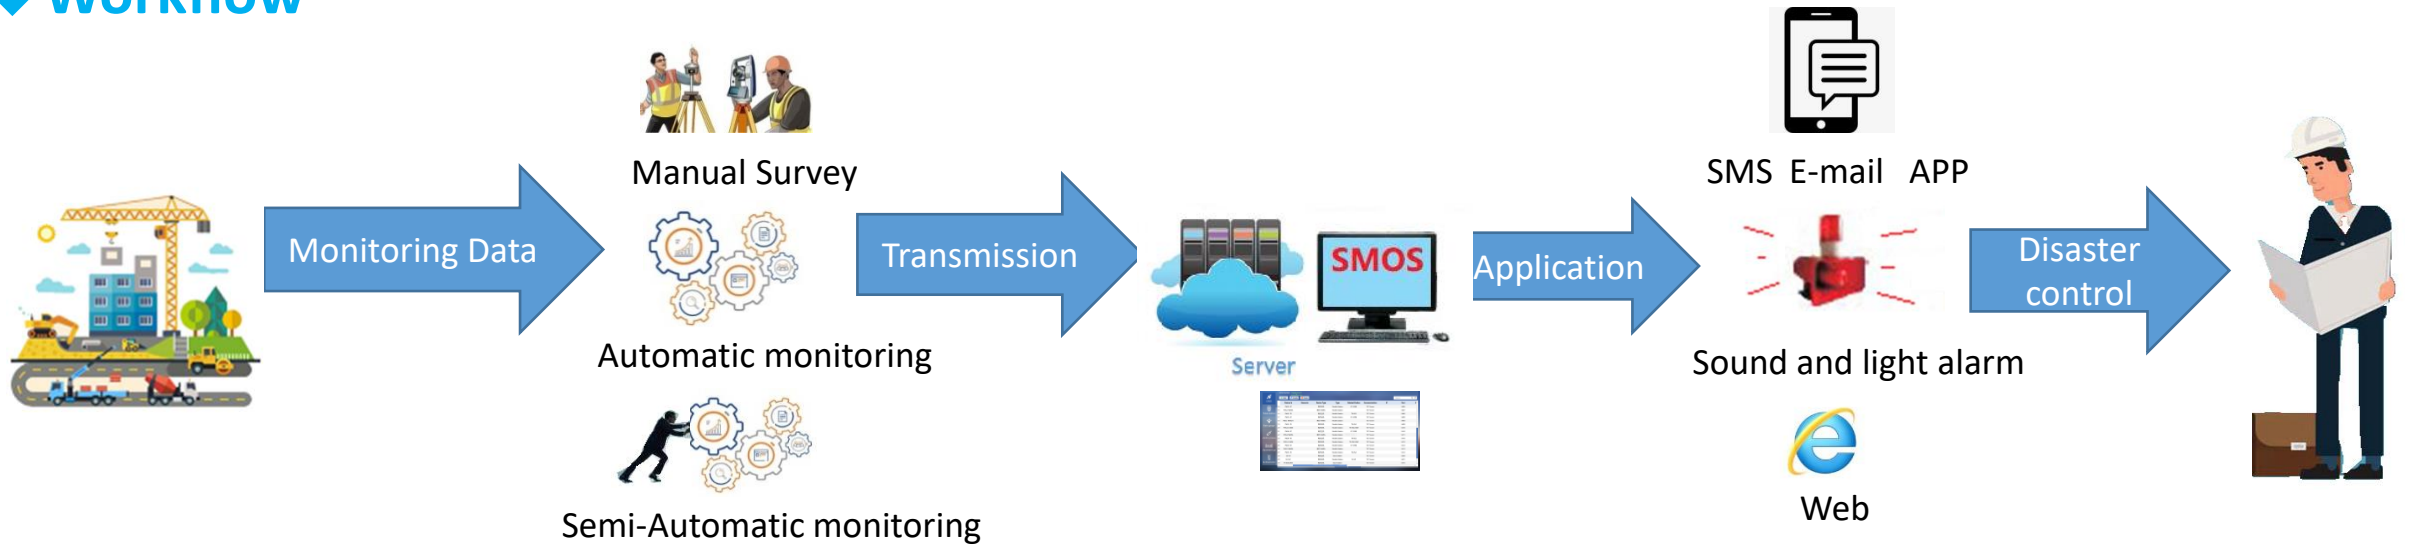 Workflow
Manual Survey
SMS E-mail APP
Monitoring Data
Transmission
SMOS
Application
Disaster
control
Automatic monitoring
Server
Sound and light alarm
Web
Semi-Automatic monitoring